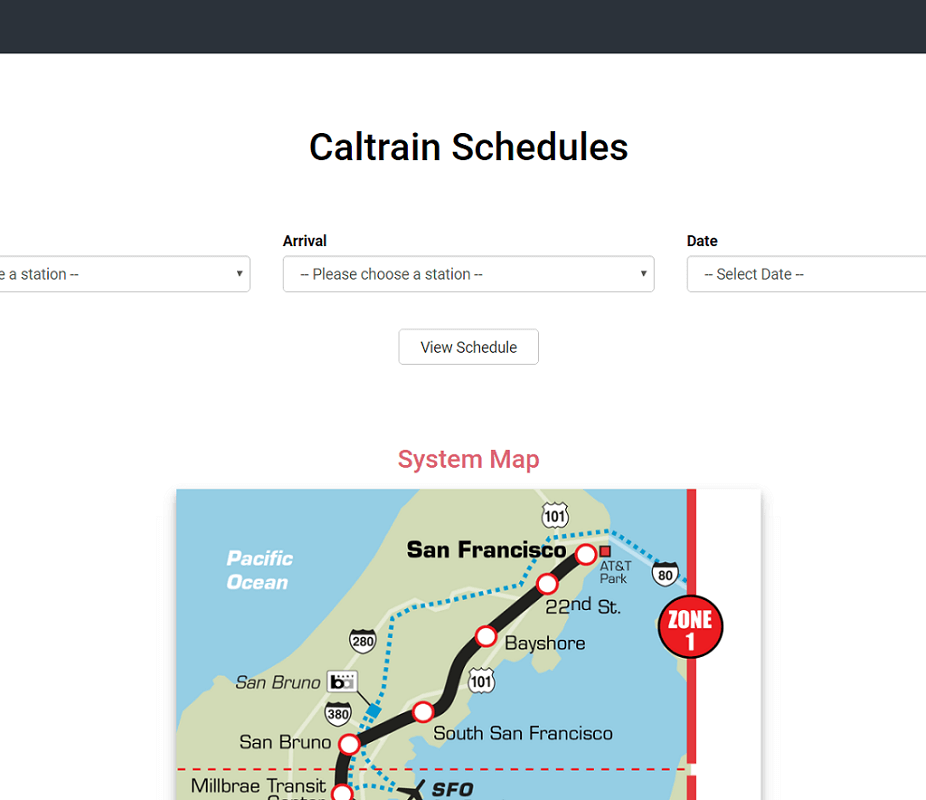 Caltrain Schedules
Arrival
Date
e a station --
-- Please choose a station --
-- Select Date --
View Schedule
System Map
101
San Francisco
Pacific
Ocean
AT&T
Park
80
22nd St.
ZONE
1
280
Bayshore
San Bruno
ba
101
380
South San Francisco
San Bruno
Millbrae Transit
Center
SFO